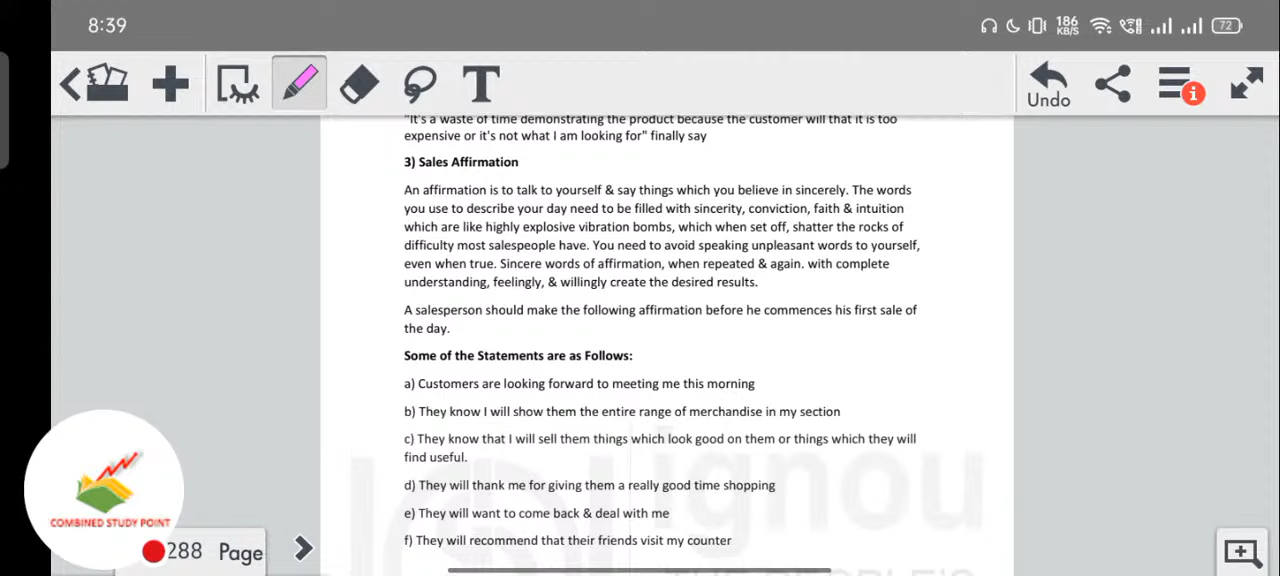 8:39
186
KB/S
72
Undo
"It's a waste of time demonstrating the product because the customer will that it is too
expensive or it's not what I am looking for" finally say
3) Sales Affirmation
An affirmation is to talk to yourself & say things which you believe in sincerely. The words
you use to describe your day need to be filled with sincerity, conviction, faith & intuition
which are like highly explosive vibration bombs, which when set off, shatter the rocks of
difficulty most salespeople have. You need to avoid speaking unpleasant words to yourself,
even when true. Sincere words of affirmation, when repeated & again. with complete
understanding, feelingly, & willingly create the desired results.
A salesperson should make the following affirmation before he commences his first sale of
the day.
Some of the Statements are as Follows:
a) Customers are looking forward to meeting me this morning
b) They know I will show them the entire range of merchandise in my section
c) They know that I will sell them things which look good on them or things which they will
find useful.
d) They will thank me for giving them a really good time shopping
e) They will want to come back & deal with me
f) They will recommend that their friends visit my counter
ignou
THE PEOPLE'S
COMBINED STUDY POINT
288 Page